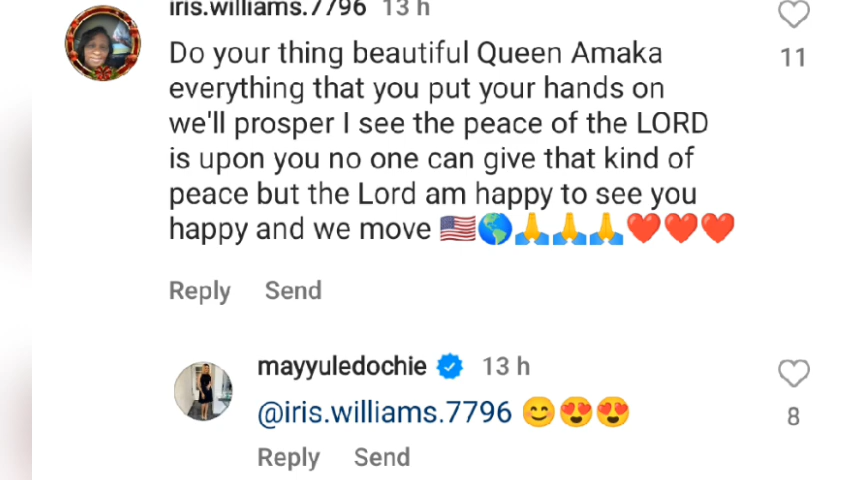 iris.williams.7796 13 h
Do your thing beautiful Queen Amaka
everything that you put your hands on
we'll prosper I see the peace of the LORD
is upon you no one can give that kind of
peace but the Lord am happy to see you
happy and we move 🇺🇸🌎🙏🙏🙏❤️❤️❤️
11
Reply Send
mayyuledochie 13 h
@iris.williams.7796 😊😍😍
8
Reply Send